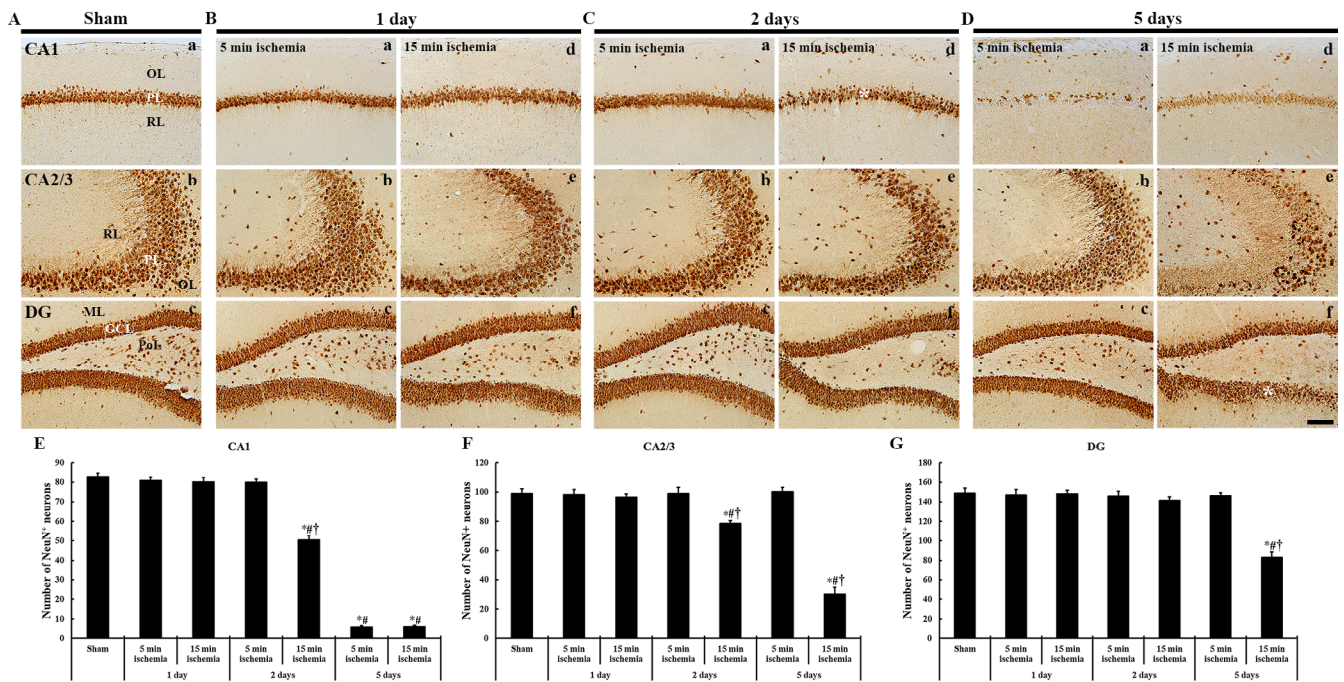 A Sham B 1 day C 2 days D 5 days
CA1 a 5 min ischemia a 15 min ischemia d 5 min ischemia a 15 min ischemia d 5 min ischemia a 15 min ischemia d
OL
PL *
RL
CA2/3 b b e b e b e
RL
PL
OL
DG ML c c f c f c f
GCL
PoL
*
E CA1
Number of NeuN+ neurons
90
80
70
60
50
40
30
20
10
0
*#†
*#
*#
Sham 5 min ischemia 15 min ischemia 5 min ischemia 15 min ischemia 5 min ischemia 15 min ischemia
1 day 2 days 5 days
F CA2/3
Number of NeuN+ neurons
120
100
80
60
40
20
0
*#†
*#†
Sham 5 min ischemia 15 min ischemia 5 min ischemia 15 min ischemia 5 min ischemia 15 min ischemia
1 day 2 days 5 days
G DG
Number of NeuN+ neurons
180
160
140
120
100
80
60
40
20
0
*#†
Sham 5 min ischemia 15 min ischemia 5 min ischemia 15 min ischemia 5 min ischemia 15 min ischemia
1 day 2 days 5 days